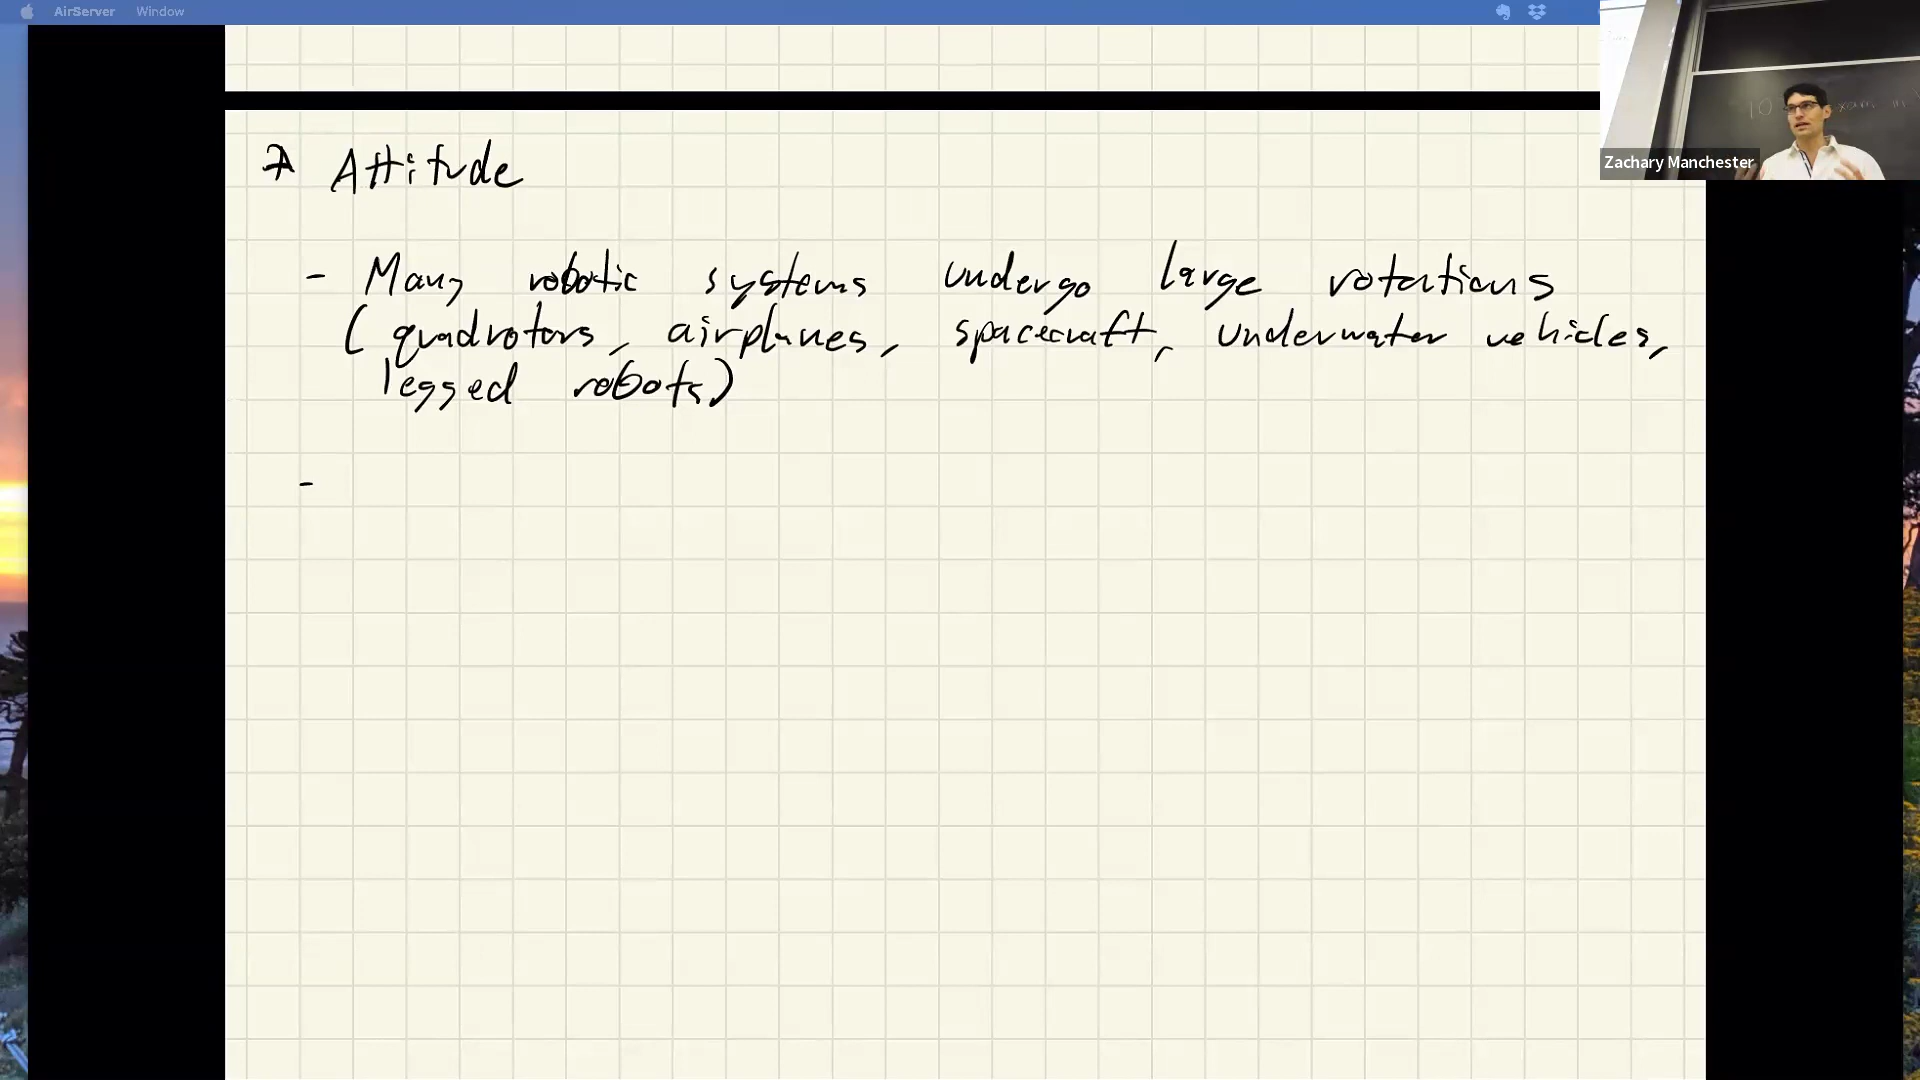 AirServer Window
Zachary Manchester
* Attitude
- Many robotic systems undergo large rotations
(quadrotors, airplanes, spacecraft, underwater vehicles,
legged robots)
-